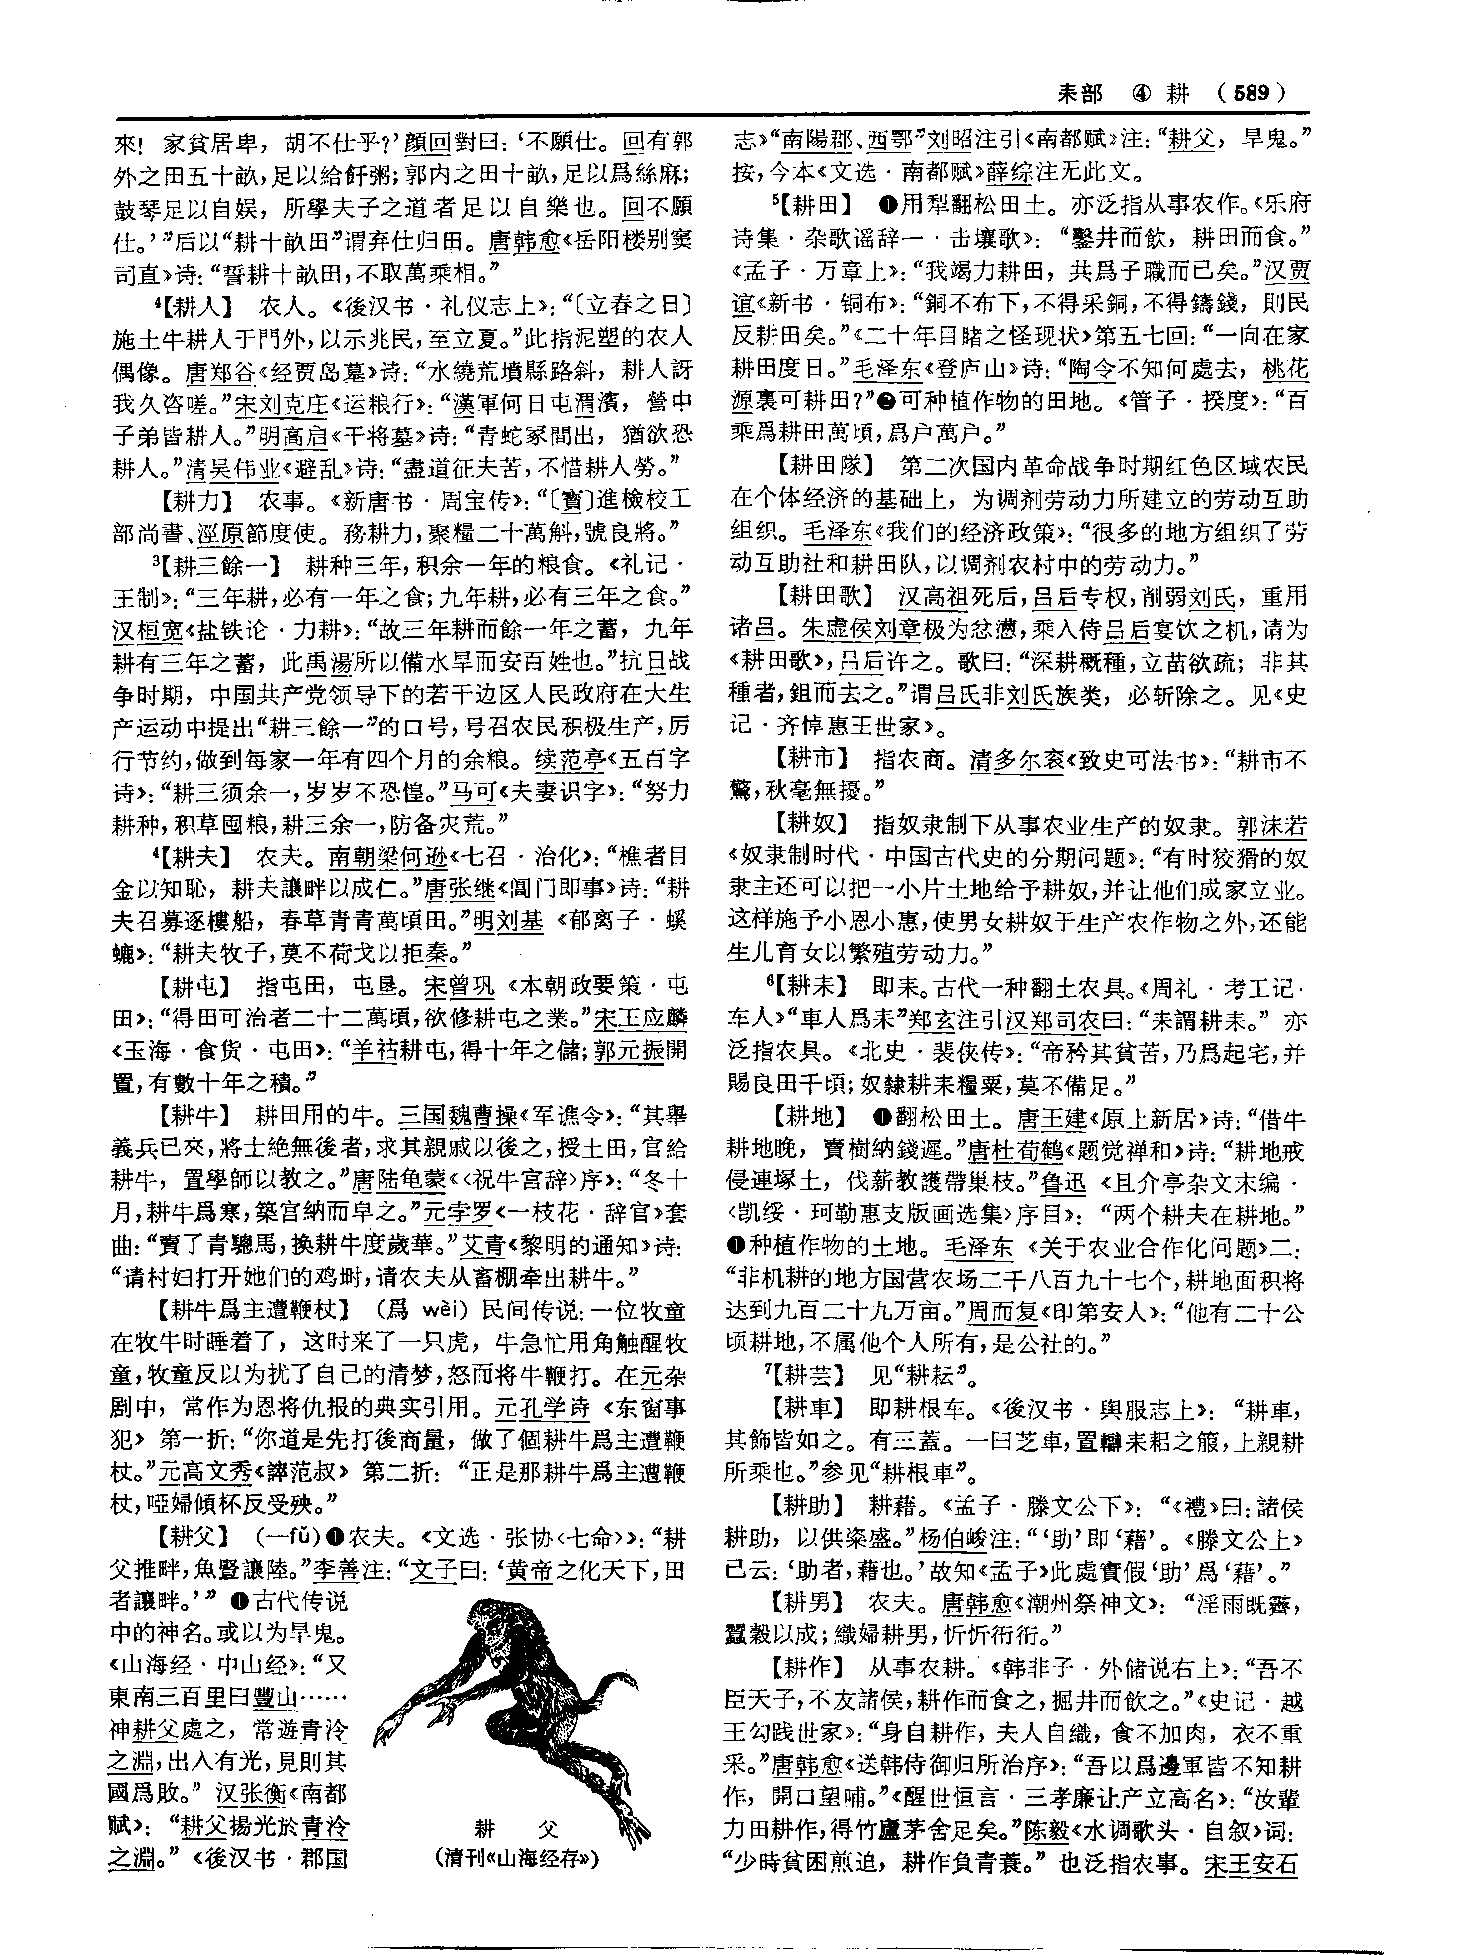 耒部　④ 耕　（589）
來！家貧居卑，胡不仕乎？’顔回對曰：‘不願仕。回有郭
外之田五十畝，足以給飦粥；郭内之田十畝，足以爲絲麻；
鼓琴足以自娱，所學夫子之道者足以自樂也。回不願
仕。’”后以“耕十畝田”谓弃仕归田。唐韩愈《岳阳楼别窦
司直》诗：“誓耕十畝田，不取萬乘相。”
⁴【耕人】　农人。《後汉书·礼仪志上》：“〔立春之日〕
施土牛耕人于門外，以示兆民，至立夏。”此指泥塑的农人
偶像。唐郑谷《经贾岛墓》诗：“水繞荒墳縣路斜，耕人訝
我久咨嗟。”宋刘克庄《运粮行》：“漢軍何日屯渭濱，營中
子弟皆耕人。”明高启《干将墓》诗：“青蛇冢間出，猶欲恐
耕人。”清吴伟业《避乱》诗：“盡道征夫苦，不惜耕人勞。”
【耕力】　农事。《新唐书·周宝传》：“〔寶〕進檢校工
部尚書、涇原節度使。務耕力，聚糧二十萬斛，號良將。”
³【耕三餘一】　耕种三年，积余一年的粮食。《礼记·
王制》：“三年耕，必有一年之食；九年耕，必有三年之食。”
汉桓宽《盐铁论·力耕》：“故三年耕而餘一年之蓄，九年
耕有三年之蓄，此禹湯所以備水旱而安百姓也。”抗日战
争时期，中国共产党领导下的若干边区人民政府在大生
产运动中提出“耕三餘一”的口号，号召农民积极生产，厉
行节约，做到每家一年有四个月的余粮。续范亭《五百字
诗》：“耕三须余一，岁岁不恐惶。”马可《夫妻识字》：“努力
耕种，积草囤粮，耕三余一，防备灾荒。”
⁴【耕夫】　农夫。南朝梁何逊《七召·治化》：“樵者目
金以知恥，耕夫讓畔以成仁。”唐张继《阊门即事》诗：“耕
夫召募逐樓船，春草青青萬頃田。”明刘基《郁离子·螇
螰》：“耕夫牧子，莫不荷戈以拒秦。”
【耕屯】　指屯田，屯垦。宋曾巩《本朝政要策·屯
田》：“得田可治者二十二萬頃，欲修耕屯之業。”宋王应麟
《玉海·食货·屯田》：“羊祜耕屯，得十年之儲；郭元振開
置，有數十年之積。”
【耕牛】　耕田用的牛。三国魏曹操《军谯令》：“其舉
義兵已來，將士絶無後者，求其親戚以後之，授土田，官給
耕牛，置學師以教之。”唐陆龟蒙《〈祝牛宫辞〉序》：“冬十
月，耕牛爲寒，築宫納而皁之。”元李罗《一枝花·辞官》套
曲：“賣了青驄馬，换耕牛度歲華。”艾青《黎明的通知》诗：
“请村妇打开她们的鸡埘，请农夫从畜棚牵出耕牛。”
【耕牛爲主遭鞭杖】　（爲 wèi）民间传说：一位牧童
在牧牛时睡着了，这时来了一只虎，牛急忙用角触醒牧
童，牧童反以为扰了自己的清梦，怒而将牛鞭打。在元杂
剧中，常作为恩将仇报的典实引用。元孔学诗《东窗事
犯》第一折：“你道是先打後商量，做了個耕牛爲主遭鞭
杖。”元高文秀《誶范叔》第二折：“正是那耕牛爲主遭鞭
杖，啞婦傾杯反受殃。”
【耕父】　（—fǔ）❶农夫。《文选·张协〈七命〉》：“耕
父推畔，魚豎讓陸。”李善注：“文子曰：‘黄帝之化天下，田
者讓畔。’”❶古代传说
中的神名。或以为旱鬼。
《山海经·中山经》：“又
東南三百里曰豐山……
神耕父處之，常遊青泠
之淵，出入有光，見則其
國爲敗。”汉张衡《南都
赋》：“耕父揚光於青泠
之淵。”《後汉书·郡国
耕　父
（清刊《山海经存》）
志》“南陽郡、西鄂”刘昭注引《南都赋》注：“耕父，旱鬼。”
按，今本《文选·南都赋》薛综注无此文。
⁵【耕田】　❶用犁翻松田土。亦泛指从事农作。《乐府
诗集·杂歌谣辞一·击壤歌》：“鑿井而飲，耕田而食。”
《孟子·万章上》：“我竭力耕田，共爲子職而已矣。”汉贾
谊《新书·铜布》：“銅不布下，不得采銅，不得鑄錢，則民
反耕田矣。”《二十年目睹之怪现状》第五七回：“一向在家
耕田度日。”毛泽东《登庐山》诗：“陶令不知何處去，桃花
源裏可耕田？”❷可种植作物的田地。《管子·揆度》：“百
乘爲耕田萬頃，爲户萬户。”
【耕田隊】　第二次国内革命战争时期红色区域农民
在个体经济的基础上，为调剂劳动力所建立的劳动互助
组织。毛泽东《我们的经济政策》：“很多的地方组织了劳
动互助社和耕田队，以调剂农村中的劳动力。”
【耕田歌】　汉高祖死后，吕后专权，削弱刘氏，重用
诸吕。朱虚侯刘章极为忿懑，乘入侍吕后宴饮之机，请为
《耕田歌》，吕后许之。歌曰：“深耕穊種，立苗欲疏；非其
種者，鉏而去之。”谓吕氏非刘氏族类，必斩除之。见《史
记·齐悼惠王世家》。
【耕市】　指农商。清多尔衮《致史可法书》：“耕市不
驚，秋毫無擾。”
【耕奴】　指奴隶制下从事农业生产的奴隶。郭沫若
《奴隶制时代·中国古代史的分期问题》：“有时狡猾的奴
隶主还可以把一小片土地给予耕奴，并让他们成家立业。
这样施予小恩小惠，使男女耕奴于生产农作物之外，还能
生儿育女以繁殖劳动力。”
⁶【耕耒】　即耒。古代一种翻土农具。《周礼·考工记·
车人》“車人爲耒”郑玄注引汉郑司农曰：“耒謂耕耒。”亦
泛指农具。《北史·裴侠传》：“帝矜其貧苦，乃爲起宅，并
賜良田千頃；奴隸耕耒糧粟，莫不備足。”
【耕地】　❶翻松田土。唐王建《原上新居》诗：“借牛
耕地晚，賣樹納錢遲。”唐杜荀鹤《题觉禅和》诗：“耕地戒
侵連塚土，伐薪教護帶巢枝。”鲁迅《且介亭杂文末编·
〈凯绥·珂勒惠支版画选集〉序目》：“两个耕夫在耕地。”
❶种植作物的土地。毛泽东《关于农业合作化问题》二：
“非机耕的地方国营农场二千八百九十七个，耕地面积将
达到九百二十九万亩。”周而复《印第安人》：“他有二十公
顷耕地，不属他个人所有，是公社的。”
⁷【耕芸】　见“耕耘”。
【耕車】　即耕根车。《後汉书·舆服志上》：“耕車，
其飾皆如之。有三蓋。一曰芝車，置䡟耒耜之箙，上親耕
所乘也。”参见“耕根車”。
【耕助】　耕藉。《孟子·滕文公下》：“《禮》曰：諸侯
耕助，以供粢盛。”杨伯峻注：“‘助’即‘藉’。《滕文公上》
已云：‘助者，藉也。’故知《孟子》此處實假‘助’爲‘藉’。”
【耕男】　农夫。唐韩愈《潮州祭神文》：“淫雨既霽，
蠶穀以成；織婦耕男，忻忻衎衎。”
【耕作】　从事农耕。《韩非子·外储说右上》：“吾不
臣天子，不友諸侯，耕作而食之，掘井而飲之。”《史记·越
王勾践世家》：“身自耕作，夫人自織，食不加肉，衣不重
采。”唐韩愈《送韩侍御归所治序》：“吾以爲邊軍皆不知耕
作，開口望哺。”《醒世恒言·三孝廉让产立高名》：“汝輩
力田耕作，得竹廬茅舍足矣。”陈毅《水调歌头·自叙》词：
“少時貧困煎迫，耕作負青蓑。”也泛指农事。宋王安石